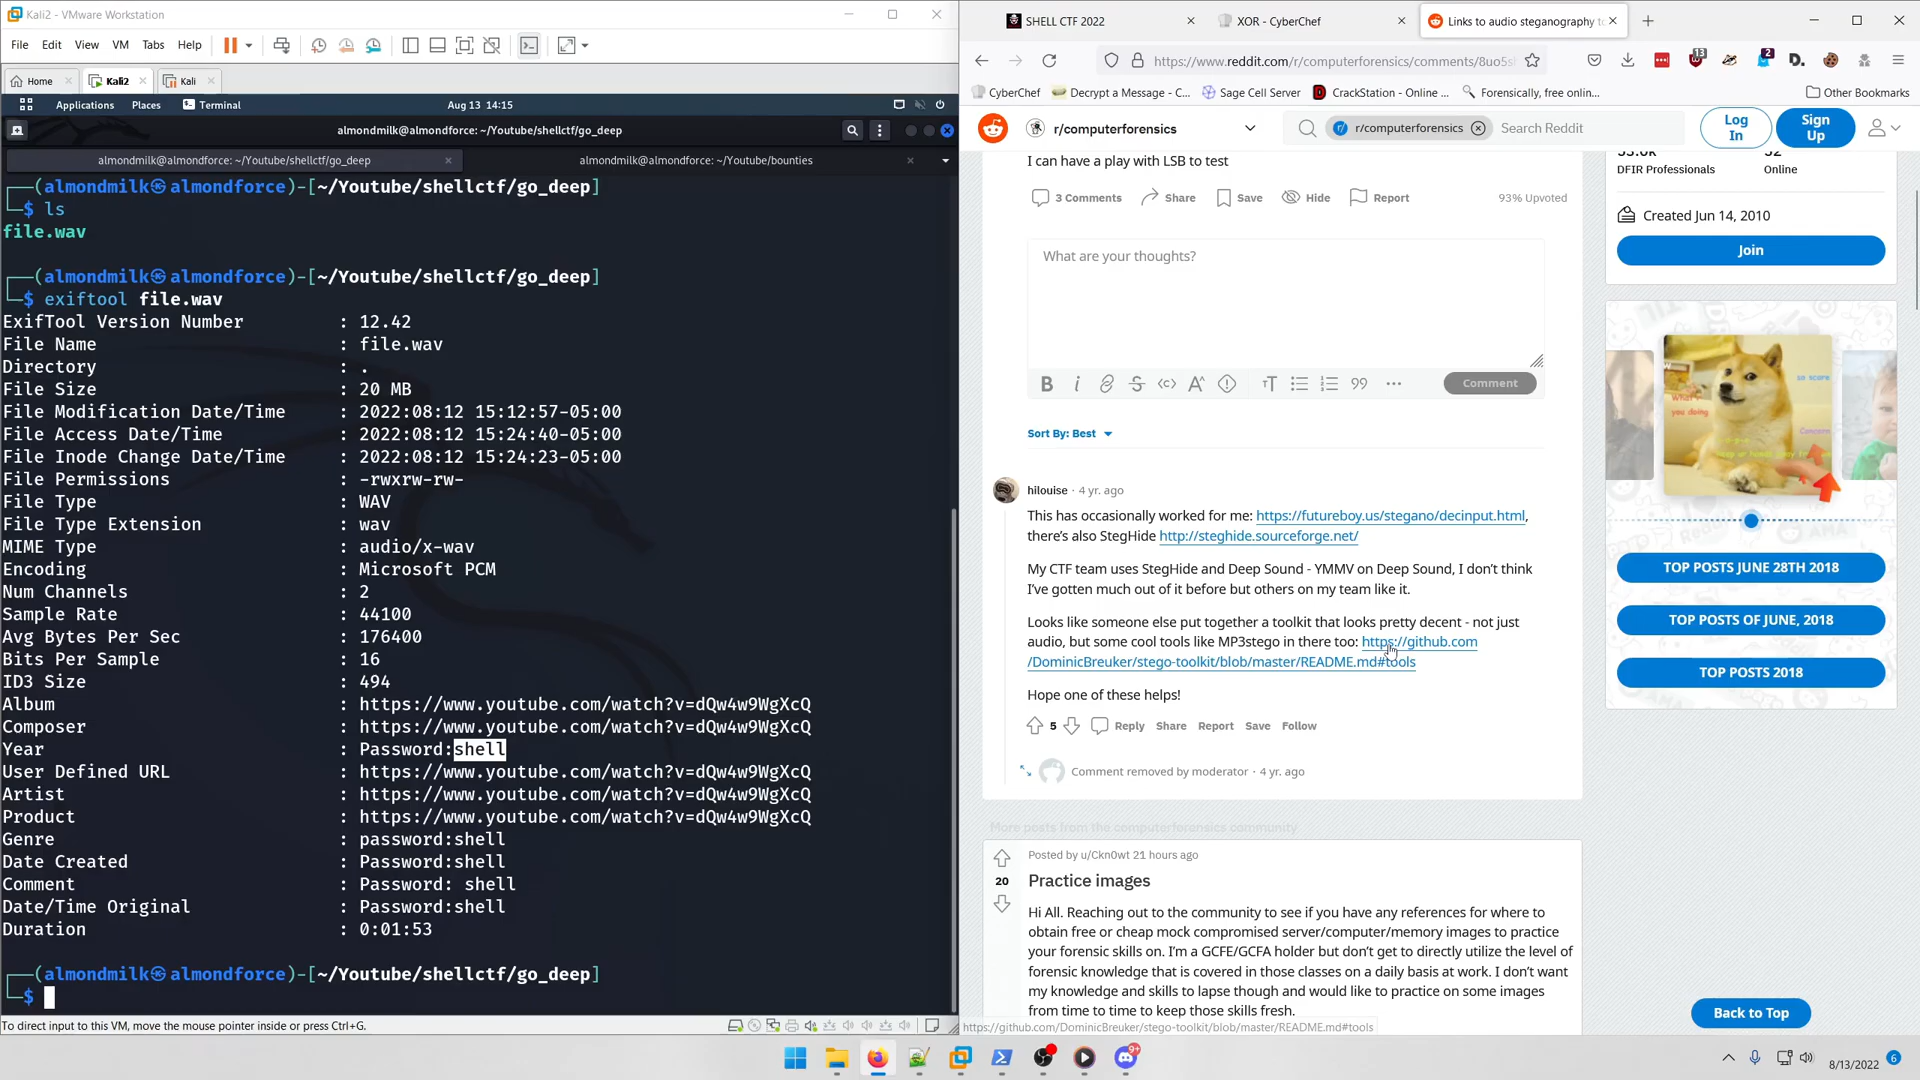 Kali2 - VMware Workstation
File Edit View VM Tabs Help
Home Kali2 Kali
Applications Places Terminal Aug 13 14:15
almondmilk@almondforce: ~/Youtube/shellctf/go_deep
almondmilk@almondforce: ~/Youtube/shellctf/go_deep almondmilk@almondforce: ~/Youtube/bounties
┌──(almondmilk㉿almondforce)-[~/Youtube/shellctf/go_deep]
└─$ ls
file.wav
┌──(almondmilk㉿almondforce)-[~/Youtube/shellctf/go_deep]
└─$ exiftool file.wav
ExifTool Version Number : 12.42
File Name : file.wav
Directory : .
File Size : 20 MB
File Modification Date/Time : 2022:08:12 15:12:57-05:00
File Access Date/Time : 2022:08:12 15:24:40-05:00
File Inode Change Date/Time : 2022:08:12 15:24:23-05:00
File Permissions : -rwxrw-rw-
File Type : WAV
File Type Extension : wav
MIME Type : audio/x-wav
Encoding : Microsoft PCM
Num Channels : 2
Sample Rate : 44100
Avg Bytes Per Sec : 176400
Bits Per Sample : 16
ID3 Size : 494
Album : https://www.youtube.com/watch?v=dQw4w9WgXcQ
Composer : https://www.youtube.com/watch?v=dQw4w9WgXcQ
Year : Password:shell
User Defined URL : https://www.youtube.com/watch?v=dQw4w9WgXcQ
Artist : https://www.youtube.com/watch?v=dQw4w9WgXcQ
Product : https://www.youtube.com/watch?v=dQw4w9WgXcQ
Genre : password:shell
Date Created : Password:shell
Comment : Password: shell
Date/Time Original : Password:shell
Duration : 0:01:53
┌──(almondmilk㉿almondforce)-[~/Youtube/shellctf/go_deep]
└─$
To direct input to this VM, move the mouse pointer inside or press Ctrl+G.
SHELL CTF 2022 XOR - CyberChef Links to audio steganography to
https://www.reddit.com/r/computerforensics/comments/8uo5s 13 2
CyberChef Decrypt a Message - C... Sage Cell Server CrackStation - Online ... Forensically, free onlin... Other Bookmarks
r/computerforensics r/computerforensics Search Reddit Log In Sign Up
I can have a play with LSB to test
3 Comments Share Save Hide Report 93% Upvoted
What are your thoughts?
Comment
Sort By: Best
hilouise · 4 yr. ago
This has occasionally worked for me: https://futureboy.us/stegano/decinput.html,
there's also StegHide http://steghide.sourceforge.net/
My CTF team uses StegHide and Deep Sound - YMMV on Deep Sound, I don't think
I've gotten much out of it before but others on my team like it.
Looks like someone else put together a toolkit that looks pretty decent - not just
audio, but some cool tools like MP3stego in there too: https://github.com
/DominicBreuker/stego-toolkit/blob/master/README.md#tools
Hope one of these helps!
5 Reply Share Report Save Follow
Comment removed by moderator · 4 yr. ago
More posts from the computerforensics community
Posted by u/Ckn0wt 21 hours ago
20
Practice images
Hi All. Reaching out to the community to see if you have any references for where to
obtain free or cheap mock compromised server/computer/memory images to practice
your forensic skills on. I'm a GCFE/GCFA holder but don't get to directly utilize the level of
forensic knowledge that is covered in those classes on a daily basis at work. I don't want
my knowledge and skills to lapse though and would like to practice on some images
from time to time to keep those skills fresh.
https://github.com/DominicBreuker/stego-toolkit/blob/master/README.md#tools
DFIR Professionals Online
Created Jun 14, 2010
Join
TOP POSTS JUNE 28TH 2018
TOP POSTS OF JUNE, 2018
TOP POSTS 2018
Back to Top
9+
8/13/2022 6